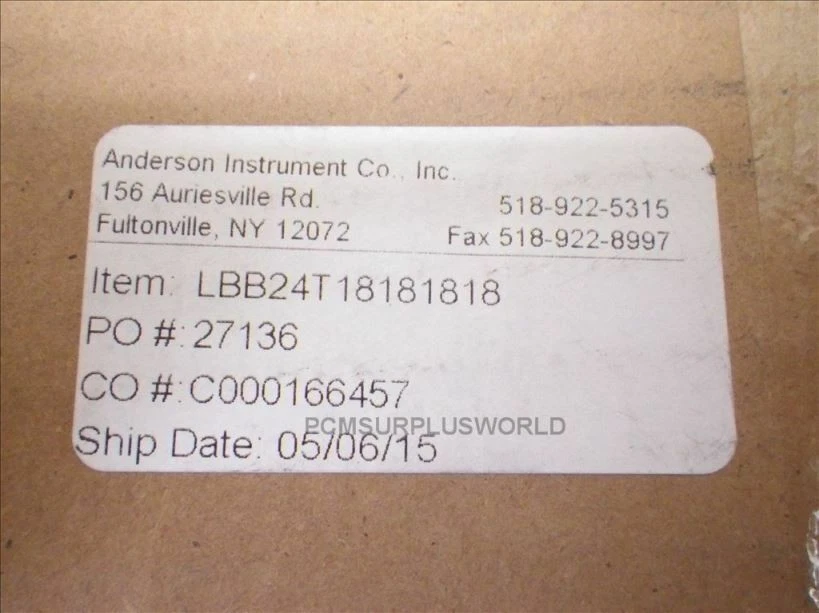 Anderson Instrument Co., Inc.
156 Auriesville Rd. 518-922-5315
Fultonville, NY 12072 Fax 518-922-8997
Item: LBB24T18181818
PO #: 27136
CO #: C000166457
PCMSURPLUSWORLD
Ship Date: 05/06/15